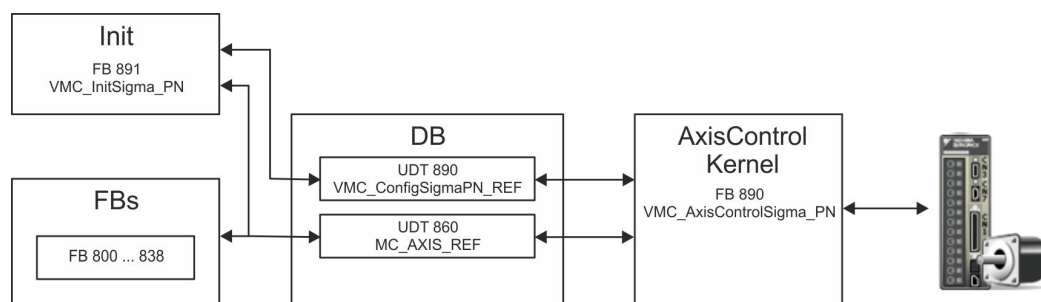 Init
FB 891
VMC_InitSigma_PN
FBs
FB 800 ... 838
DB
UDT 890
VMC_ConfigSigmaPN_REF
UDT 860
MC_AXIS_REF
AxisControl
Kernel
FB 890
VMC_AxisControlSigma_PN